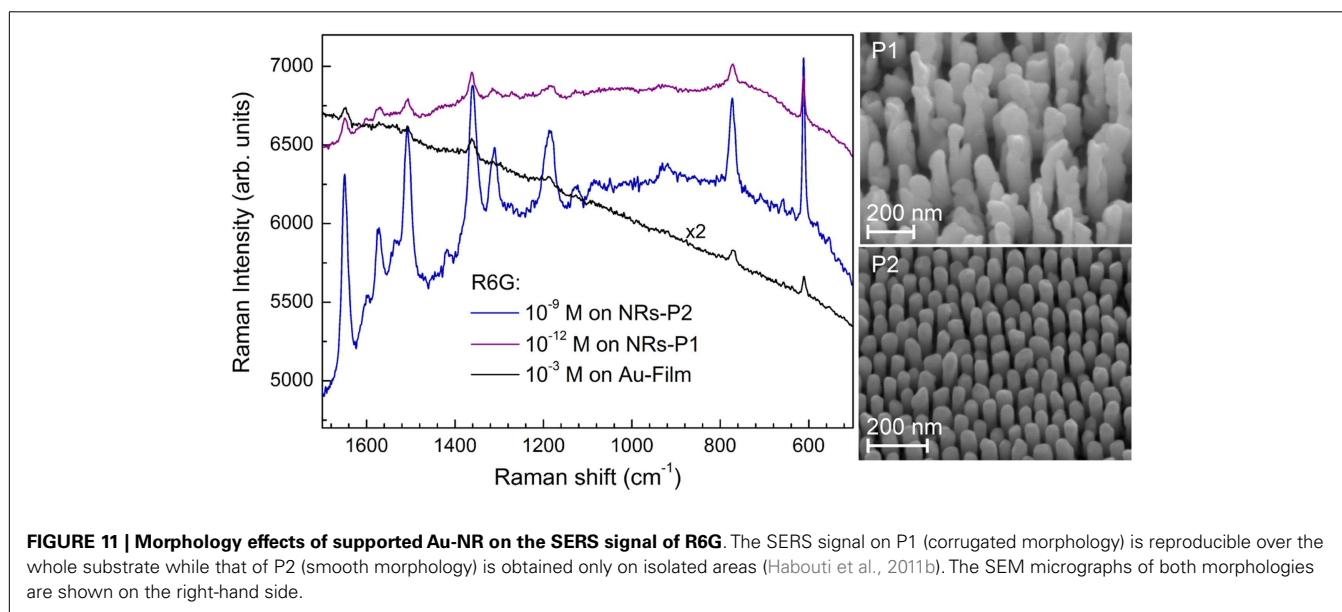 7000
6500
6000
5500
5000
Raman Intensity (arb. units)
x2
R6G:
10⁻⁹ M on NRs-P2
10⁻¹² M on NRs-P1
10⁻³ M on Au-Film
1600 1400 1200 1000 800 600
Raman shift (cm⁻¹)
P1
200 nm
P2
200 nm
FIGURE 11 | Morphology effects of supported Au-NR on the SERS signal of R6G. The SERS signal on P1 (corrugated morphology) is reproducible over the
whole substrate while that of P2 (smooth morphology) is obtained only on isolated areas (Habouti et al., 2011b). The SEM micrographs of both morphologies
are shown on the right-hand side.